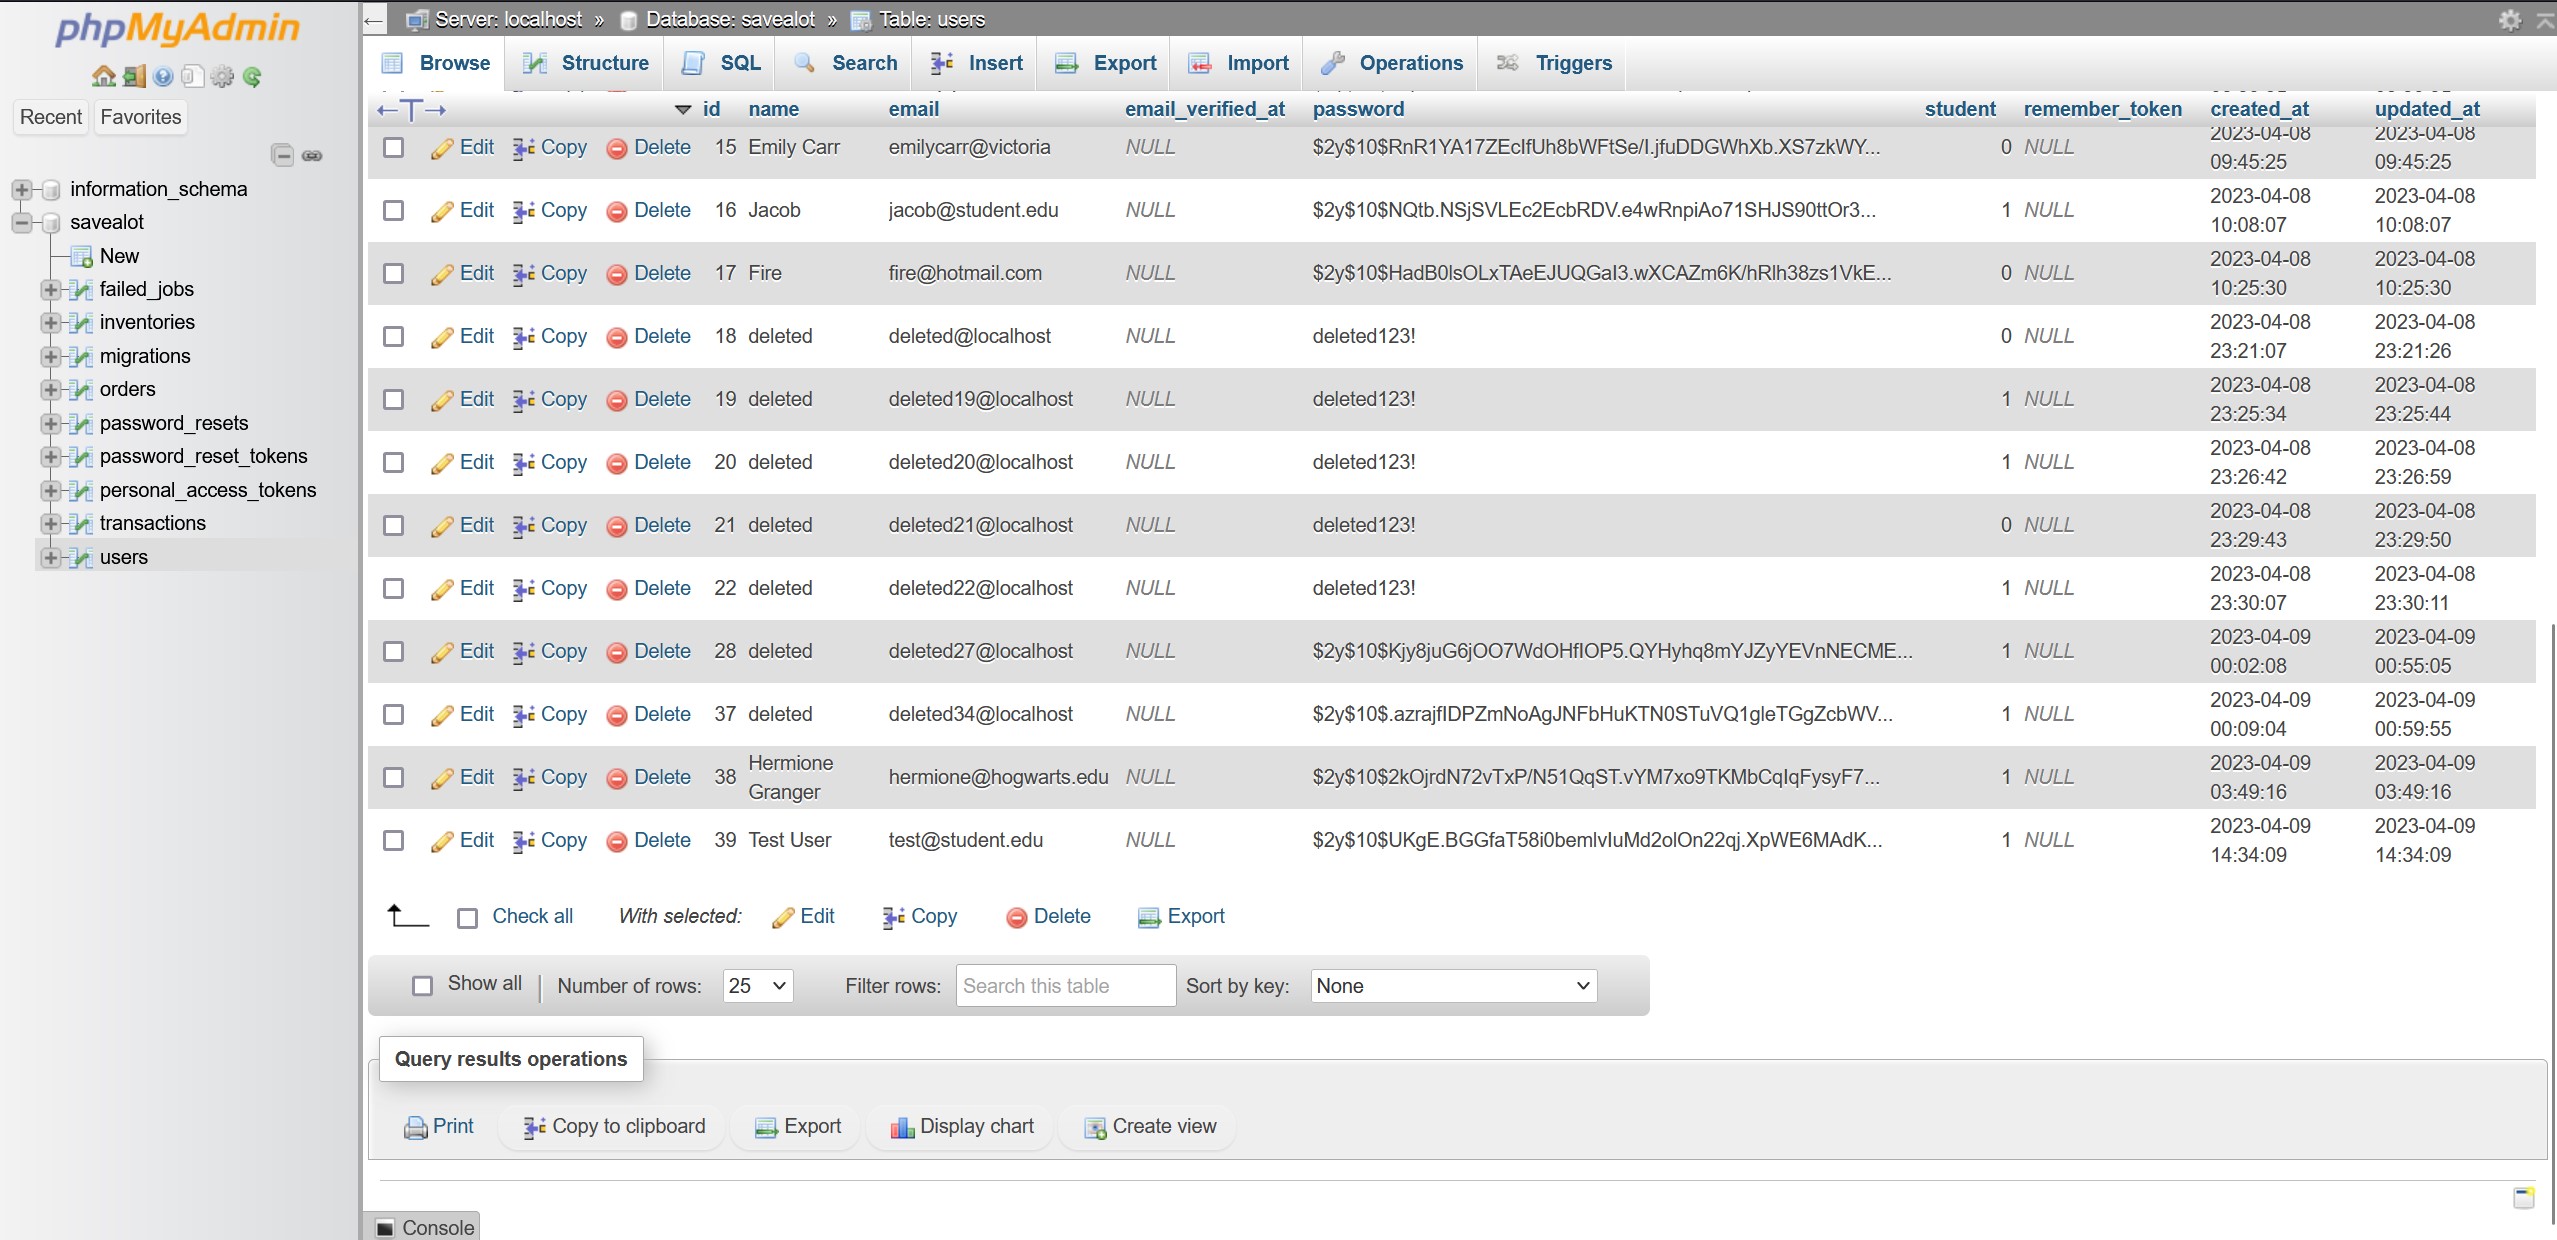 phpMyAdmin
Recent Favorites
information_schema
savealot
New
failed_jobs
inventories
migrations
orders
password_resets
password_reset_tokens
personal_access_tokens
transactions
users
Server: localhost » Database: savealot » Table: users
Browse Structure SQL Search Insert Export Import Operations Triggers
id name email email_verified_at password student remember_token created_at updated_at
Edit Copy Delete 15 Emily Carr emilycarr@victoria NULL $2y$10$RnR1YA17ZEcIfUh8bWFtSe/I.jfuDDGWhXb.XS7zkWY... 0 NULL 2023-04-08 09:45:25 2023-04-08 09:45:25
Edit Copy Delete 16 Jacob jacob@student.edu NULL $2y$10$NQtb.NSjSVLEc2EcbRDV.e4wRnpiAo71SHJS90ttOr3... 1 NULL 2023-04-08 10:08:07 2023-04-08 10:08:07
Edit Copy Delete 17 Fire fire@hotmail.com NULL $2y$10$HadB0lsOLxTAeEJUQGaI3.wXCAZm6K/hRlh38zs1VkE... 0 NULL 2023-04-08 10:25:30 2023-04-08 10:25:30
Edit Copy Delete 18 deleted deleted@localhost NULL deleted123! 0 NULL 2023-04-08 23:21:07 2023-04-08 23:21:26
Edit Copy Delete 19 deleted deleted19@localhost NULL deleted123! 1 NULL 2023-04-08 23:25:34 2023-04-08 23:25:44
Edit Copy Delete 20 deleted deleted20@localhost NULL deleted123! 1 NULL 2023-04-08 23:26:42 2023-04-08 23:26:59
Edit Copy Delete 21 deleted deleted21@localhost NULL deleted123! 0 NULL 2023-04-08 23:29:43 2023-04-08 23:29:50
Edit Copy Delete 22 deleted deleted22@localhost NULL deleted123! 1 NULL 2023-04-08 23:30:07 2023-04-08 23:30:11
Edit Copy Delete 28 deleted deleted27@localhost NULL $2y$10$Kjy8juG6jOO7WdOHflOP5.QYHyhq8mYJZyYEVnNECME... 1 NULL 2023-04-09 00:02:08 2023-04-09 00:55:05
Edit Copy Delete 37 deleted deleted34@localhost NULL $2y$10$.azrajfIDPZmNoAgJNFbHuKTN0STuVQ1gleTGgZcbWV... 1 NULL 2023-04-09 00:09:04 2023-04-09 00:59:55
Edit Copy Delete 38 Hermione Granger hermione@hogwarts.edu NULL $2y$10$2kOjrdN72vTxP/N51QqST.vYM7xo9TKMbCqIqFysyF7... 1 NULL 2023-04-09 03:49:16 2023-04-09 03:49:16
Edit Copy Delete 39 Test User test@student.edu NULL $2y$10$UKgE.BGGfaT58i0bemlvIuMd2olOn22qj.XpWE6MAdK... 1 NULL 2023-04-09 14:34:09 2023-04-09 14:34:09
Check all With selected: Edit Copy Delete Export
Show all Number of rows: 25 Filter rows: Search this table Sort by key: None
Query results operations
Print Copy to clipboard Export Display chart Create view
Console